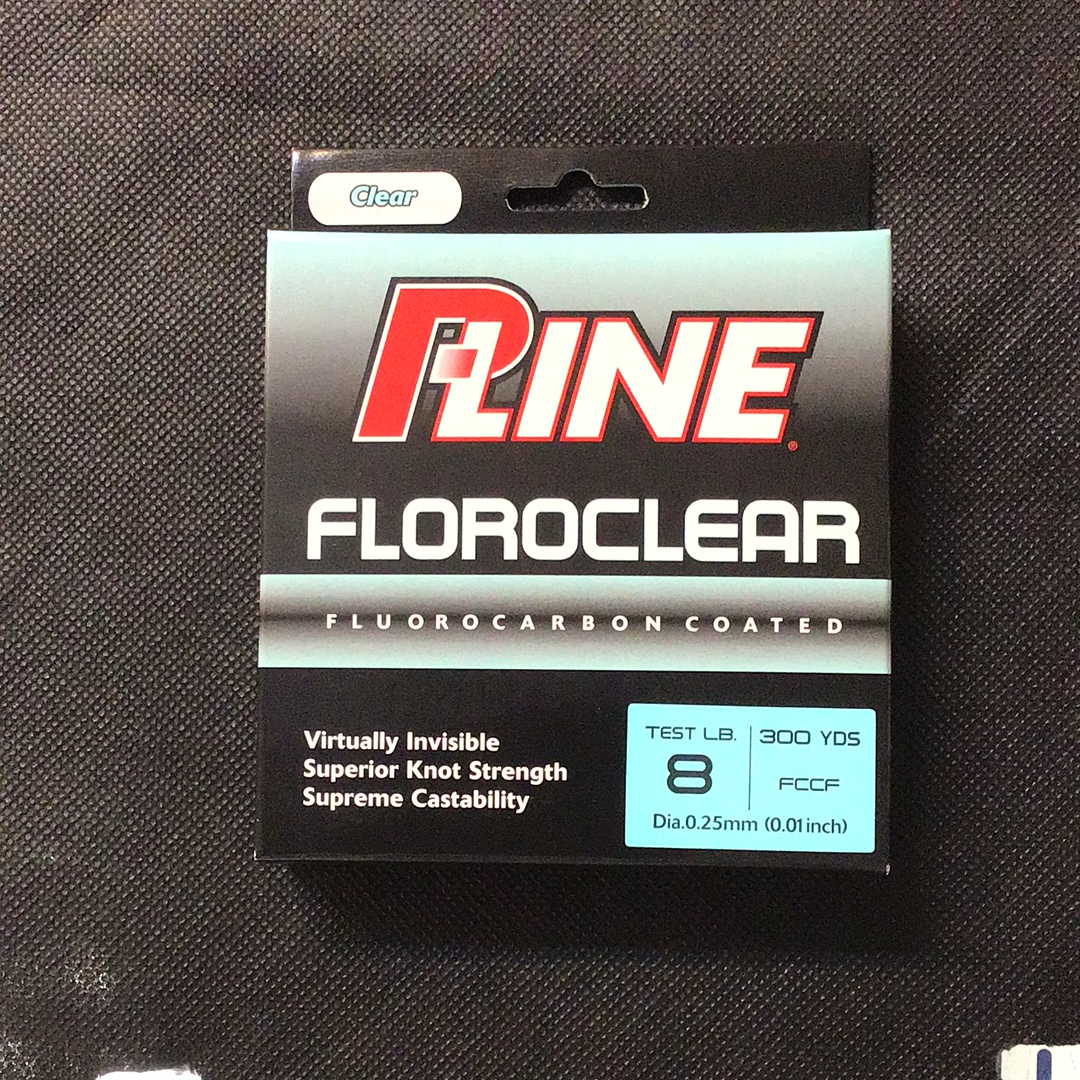 Clear
P-LINE®
FLOROCLEAR
FLUOROCARBON COATED
Virtually Invisible
Superior Knot Strength
Supreme Castability
TEST LB. 300 YDS
8 FCCF
Dia.0.25mm (0.01inch)